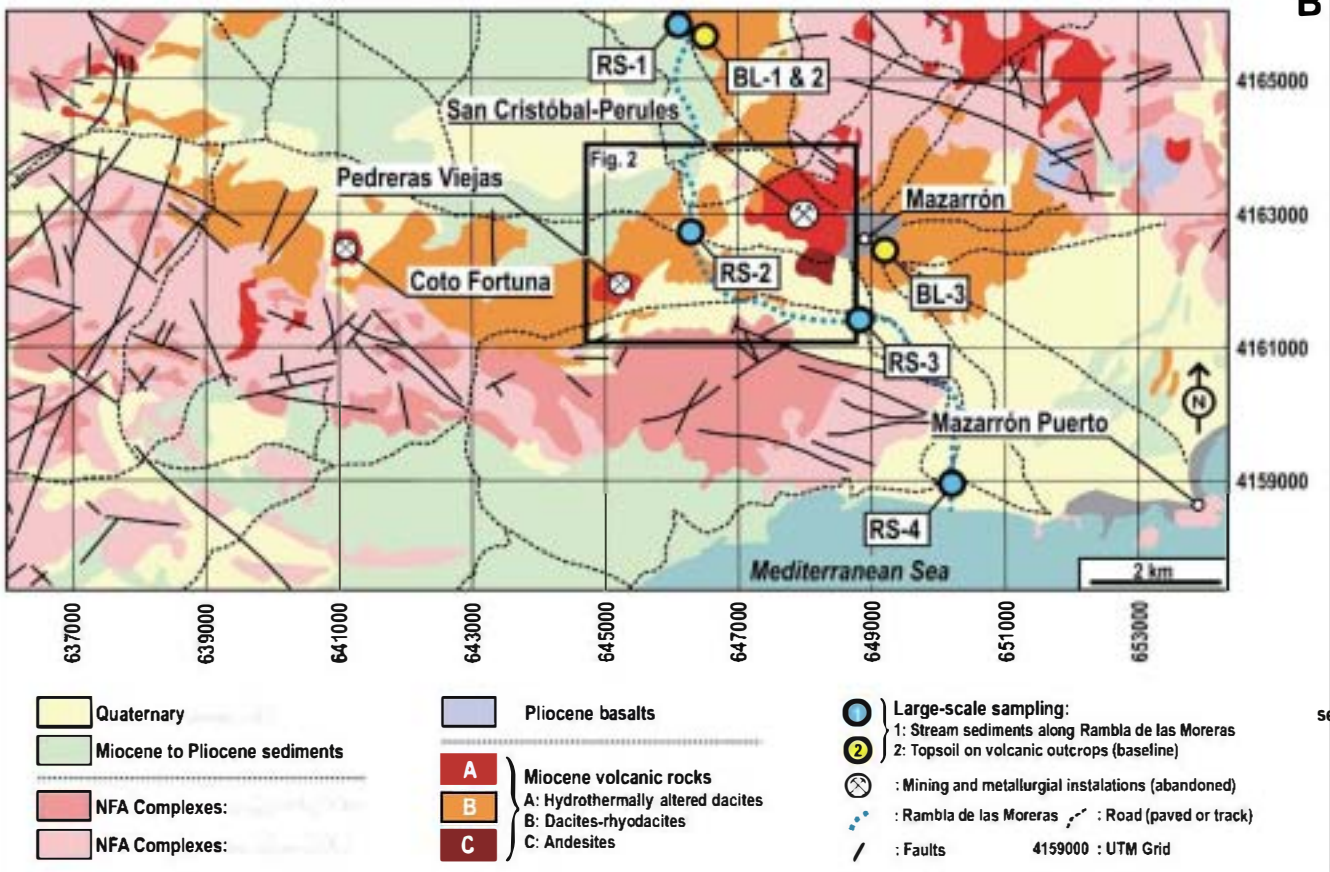 B
RS-1
BL-1 & 2
4165000
San Cristóbal-Perules
Fig. 2
Pedreras Viejas
Mazarrón
4163000
Coto Fortuna
RS-2
BL-3
RS-3
4161000
N
Mazarrón Puerto
4159000
RS-4
Mediterranean Sea
2 km
637000
639000
641000
643000
645000
647000
649000
651000
653000
Quaternary
Miocene to Pliocene sediments
NFA Complexes:
NFA Complexes:
Pliocene basalts
A
B
C
Miocene volcanic rocks
A: Hydrothermally altered dacites
B: Dacites-rhyodacites
C: Andesites
1
2
Large-scale sampling:
1: Stream sediments along Rambla de las Moreras
2: Topsoil on volcanic outcrops (baseline)
: Mining and metallurgial instalations (abandoned)
: Rambla de las Moreras : Road (paved or track)
: Faults 4159000 : UTM Grid
se